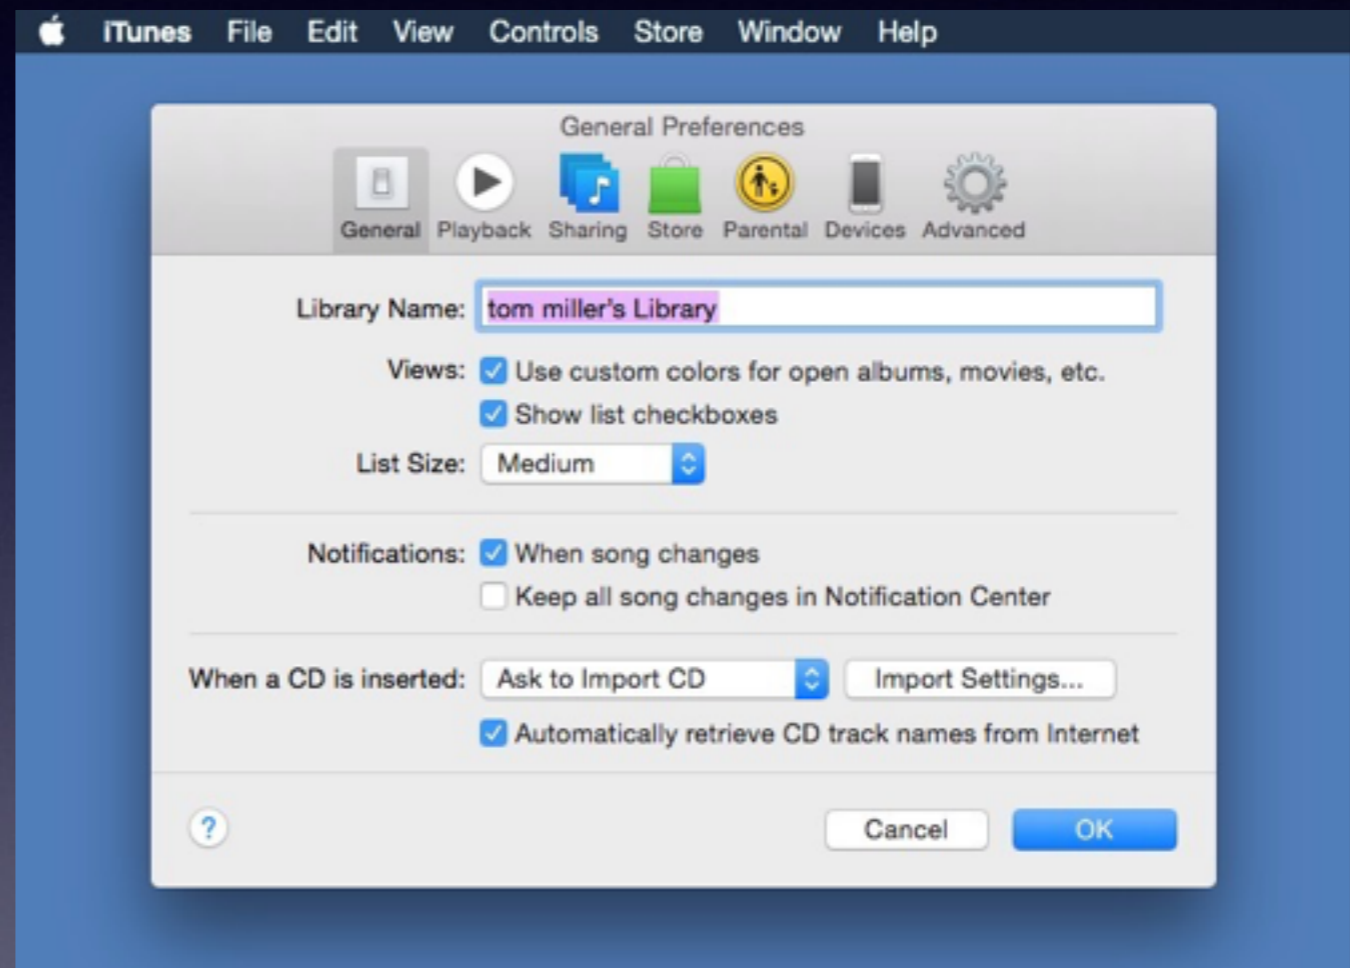 iTunes File Edit View Controls Store Window Help
General Preferences
General Playback Sharing Store Parental Devices Advanced
Library Name: tom miller's Library
Views: Use custom colors for open albums, movies, etc.
Show list checkboxes
List Size: Medium
Notifications: When song changes
Keep all song changes in Notification Center
When a CD is inserted: Ask to Import CD Import Settings...
Automatically retrieve CD track names from Internet
? Cancel OK